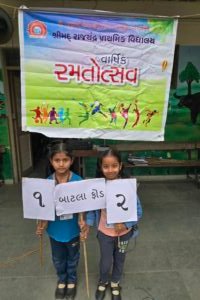 શ્રીમદ્ રાજચંદ્ર પ્રાથમિક વિદ્યાલય
વાર્ષિક
રમતોત્સવ
૧ બાટલા ફોડ ૨